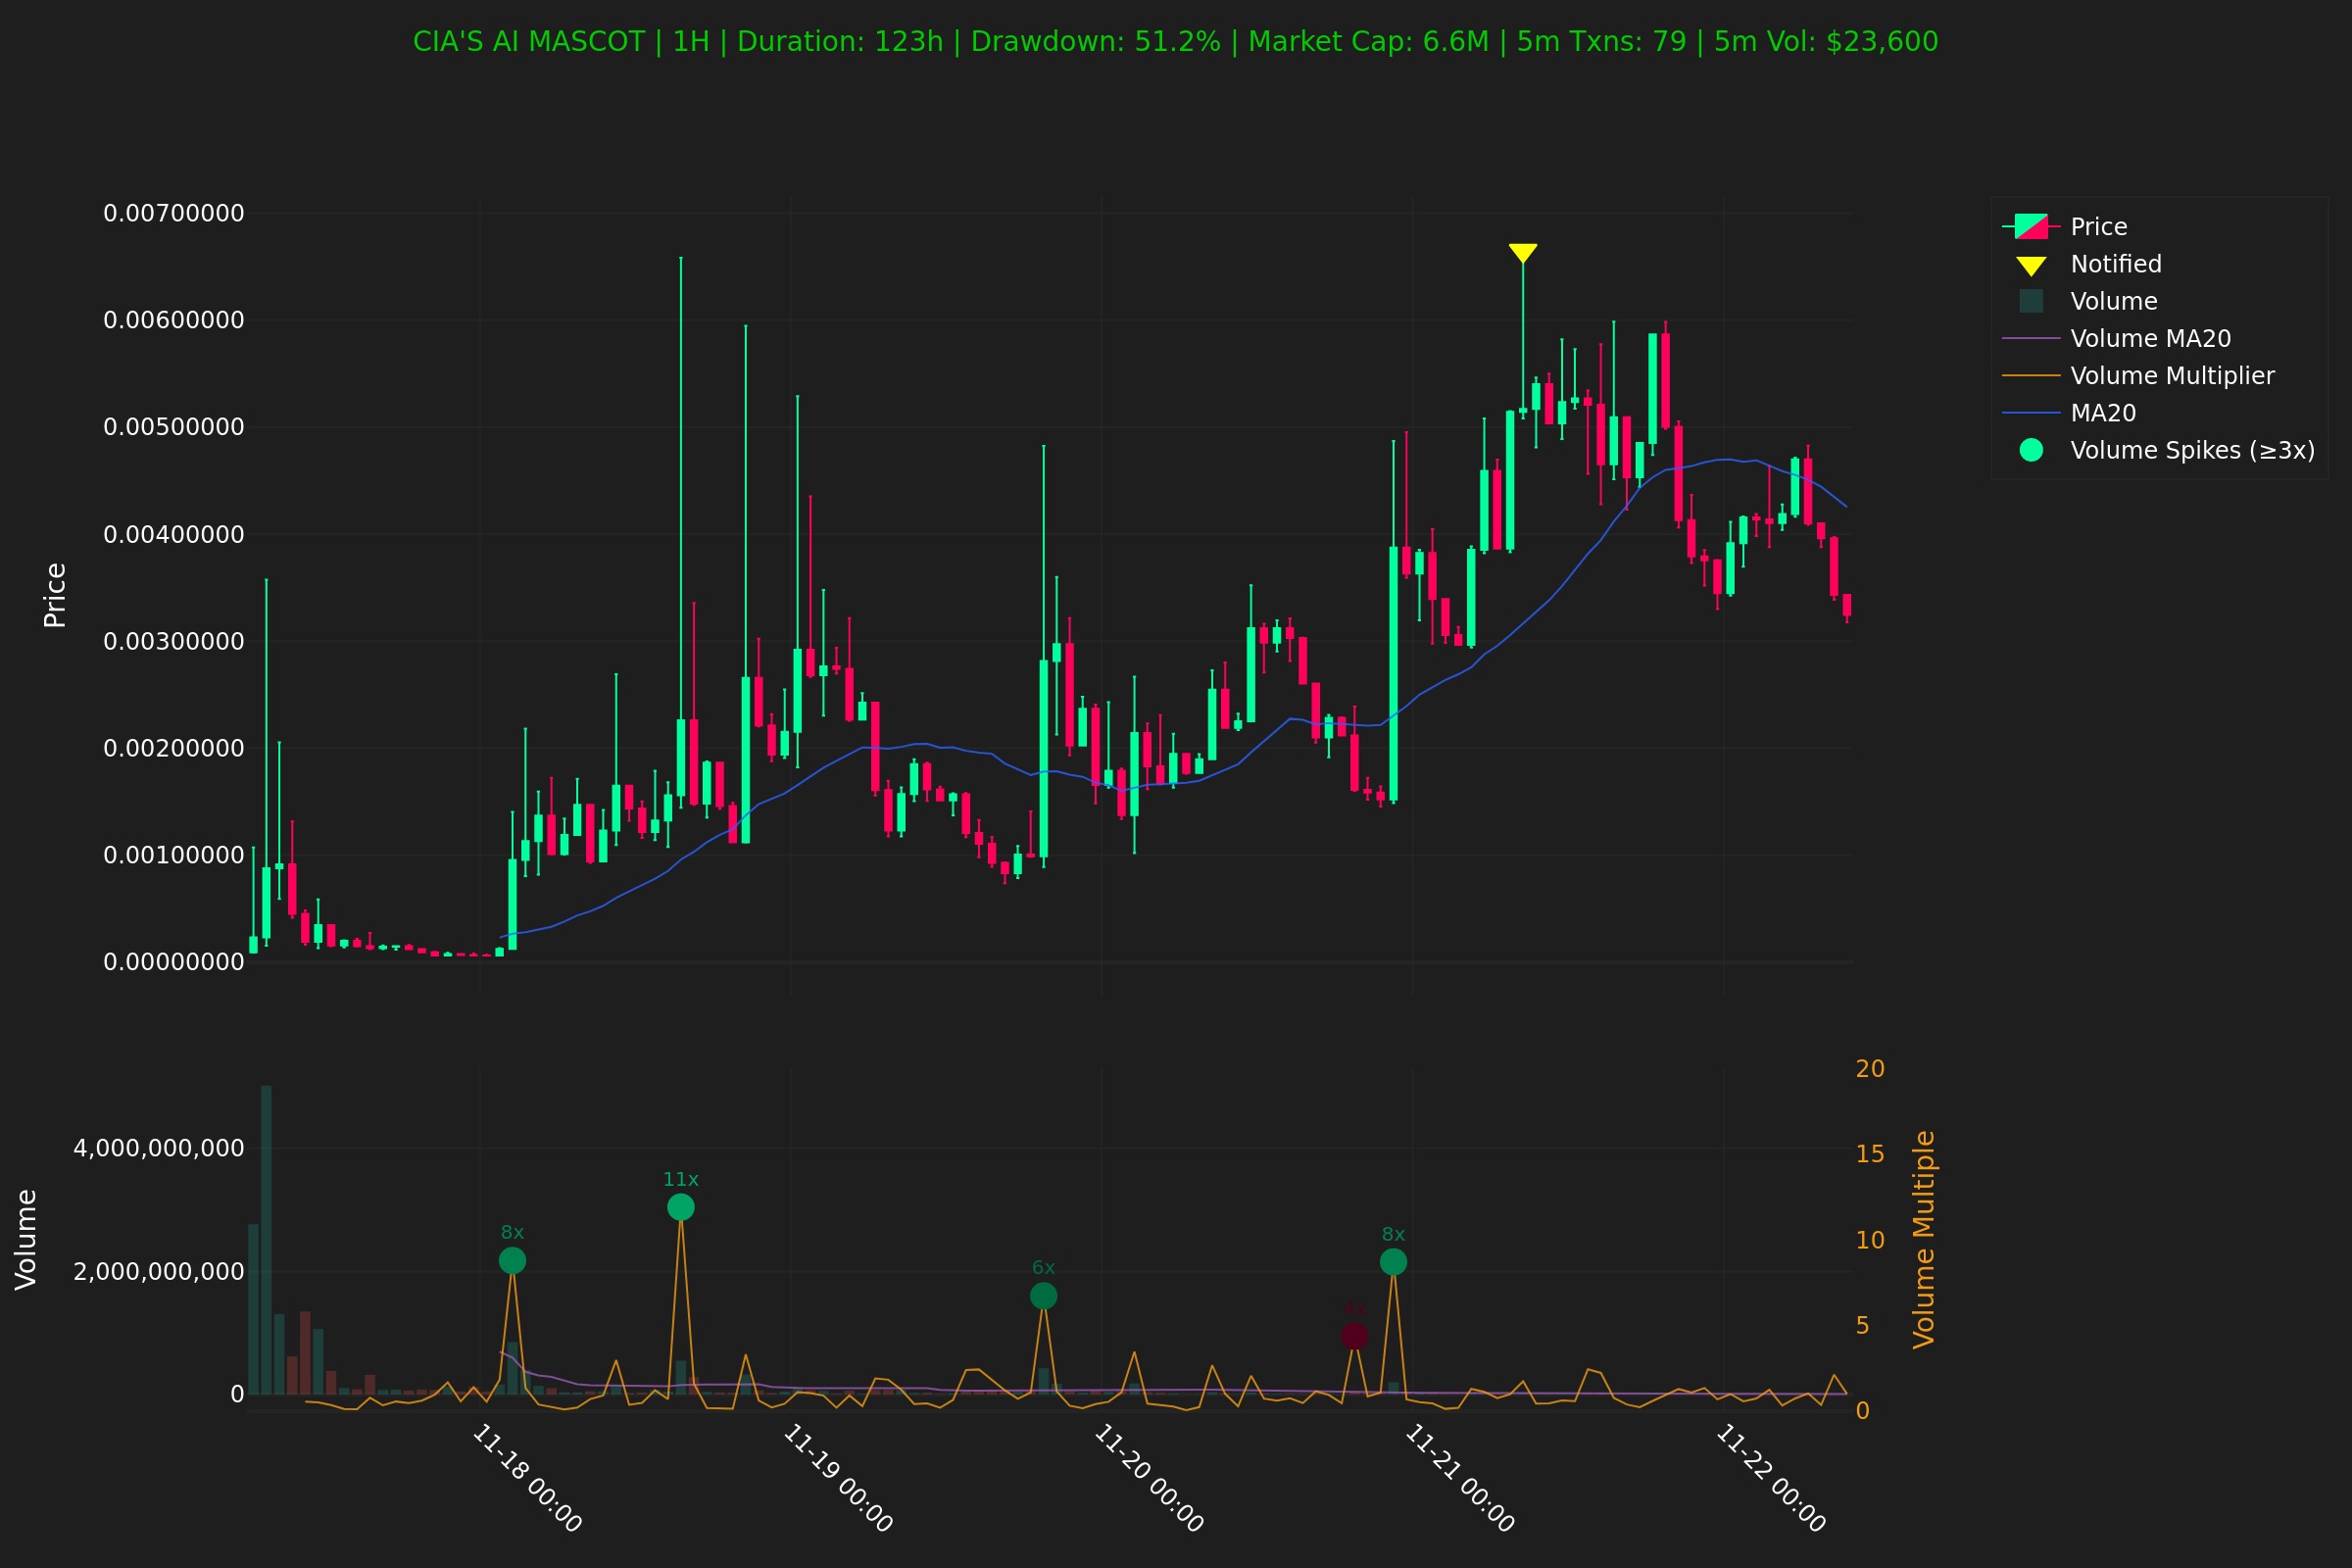 CIA'S AI MASCOT | 1H | Duration: 123h | Drawdown: 51.2% | Market Cap: 6.6M | 5m Txns: 79 | 5m Vol: $23,600
Price
0.00700000
0.00600000
0.00500000
0.00400000
0.00300000
0.00200000
0.00100000
0.00000000
Price
Notified
Volume
Volume MA20
Volume Multiplier
MA20
Volume Spikes (≥3x)
Volume
4,000,000,000
2,000,000,000
0
8x
11x
6x
4x
8x
20
15
10
5
0
Volume Multiple
11-18 00:00
11-19 00:00
11-20 00:00
11-21 00:00
11-22 00:00